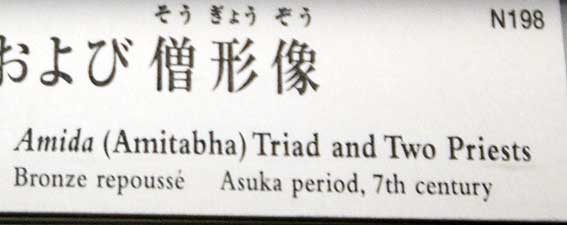 そう ぎょう ぞう
N198
および 僧形像
Amida (Amitabha) Triad and Two Priests
Bronze repoussé Asuka period, 7th century